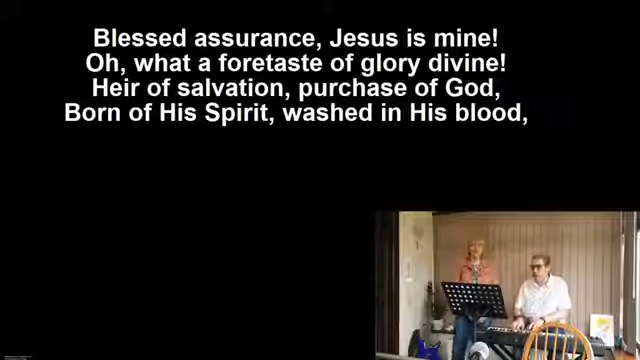 Blessed assurance, Jesus is mine!
Oh, what a foretaste of glory divine!
Heir of salvation, purchase of God,
Born of His Spirit, washed in His blood,